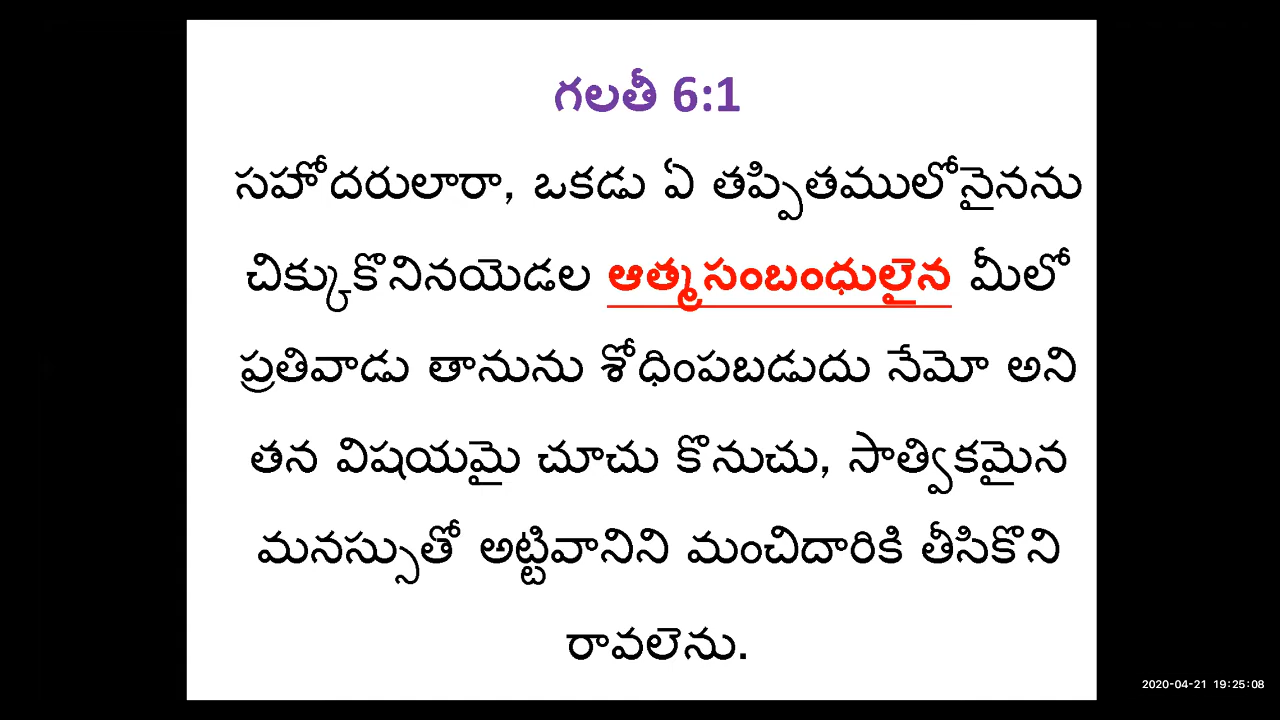 గలతీ 6:1
సహోదరులారా, ఒకడు ఏ తప్పితములోనైనను
చిక్కుకొనినయెడల ఆత్మసంబంధులైన మీలో
ప్రతివాడు తానును శోధింపబడుదు నేమో అని
తన విషయమై చూచు కొనుచు, సాత్వికమైన
మనస్సుతో అట్టివానిని మంచిదారికి తీసికొని
రావలెను.
2020-04-21 19:25:08